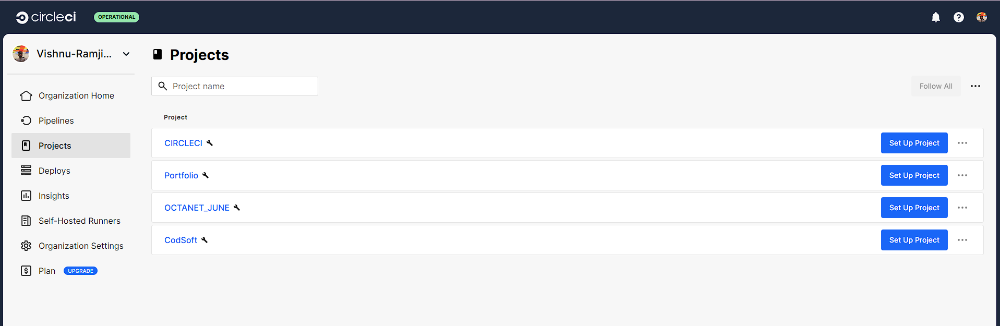 circleci OPERATIONAL
Vishnu-Ramji...
Projects
Project name
Follow All
Organization Home
Pipelines
Projects
Deploys
Insights
Self-Hosted Runners
Organization Settings
Plan UPGRADE
Project
CIRCLECI Set Up Project
Portfolio Set Up Project
OCTANET_JUNE Set Up Project
CodSoft Set Up Project